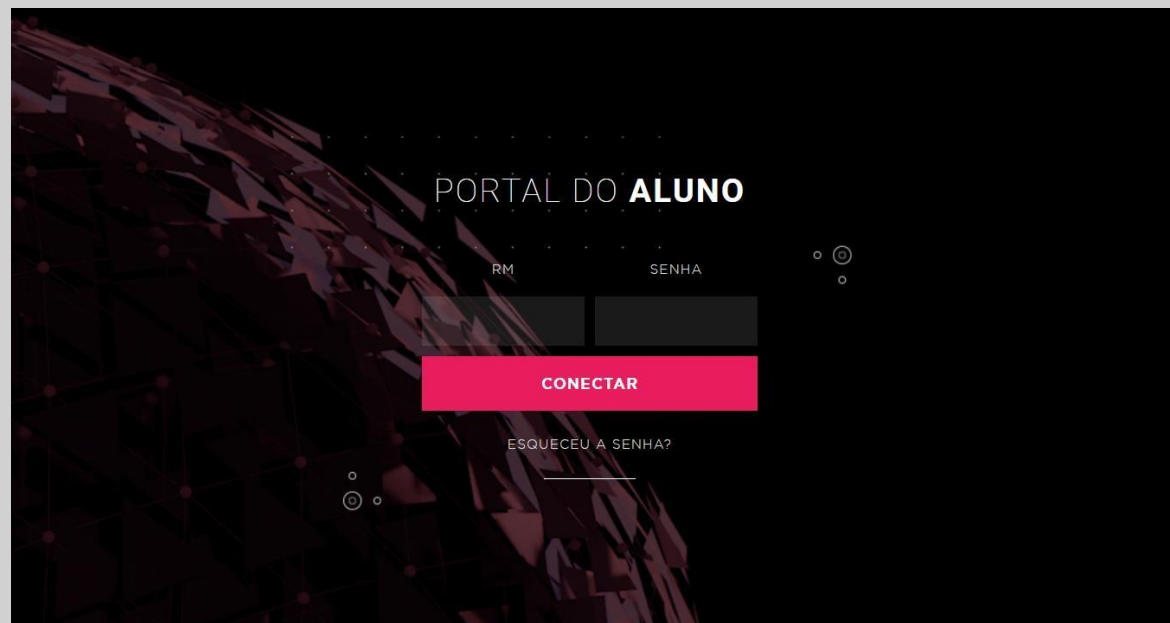 PORTAL DO ALUNO
RM SENHA
CONECTAR
ESQUECEU A SENHA?